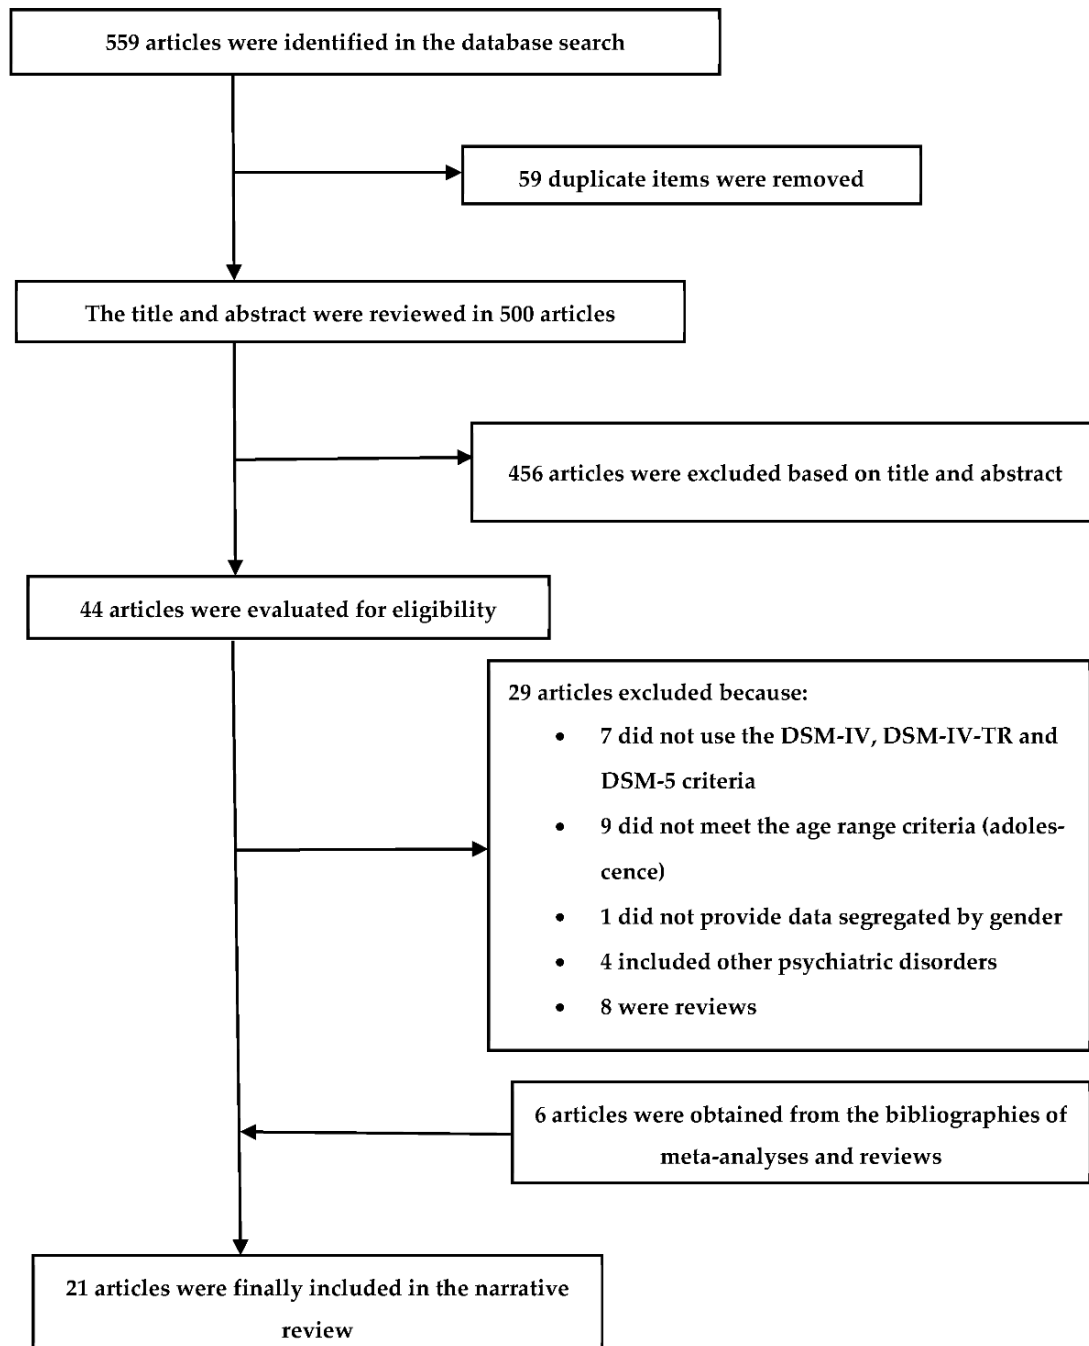 559 articles were identified in the database search
59 duplicate items were removed
The title and abstract were reviewed in 500 articles
456 articles were excluded based on title and abstract
44 articles were evaluated for eligibility
29 articles excluded because:
• 7 did not use the DSM-IV, DSM-IV-TR and
DSM-5 criteria
• 9 did not meet the age range criteria (adoles-
cence)
• 1 did not provide data segregated by gender
• 4 included other psychiatric disorders
• 8 were reviews
6 articles were obtained from the bibliographies of
meta-analyses and reviews
21 articles were finally included in the narrative
review